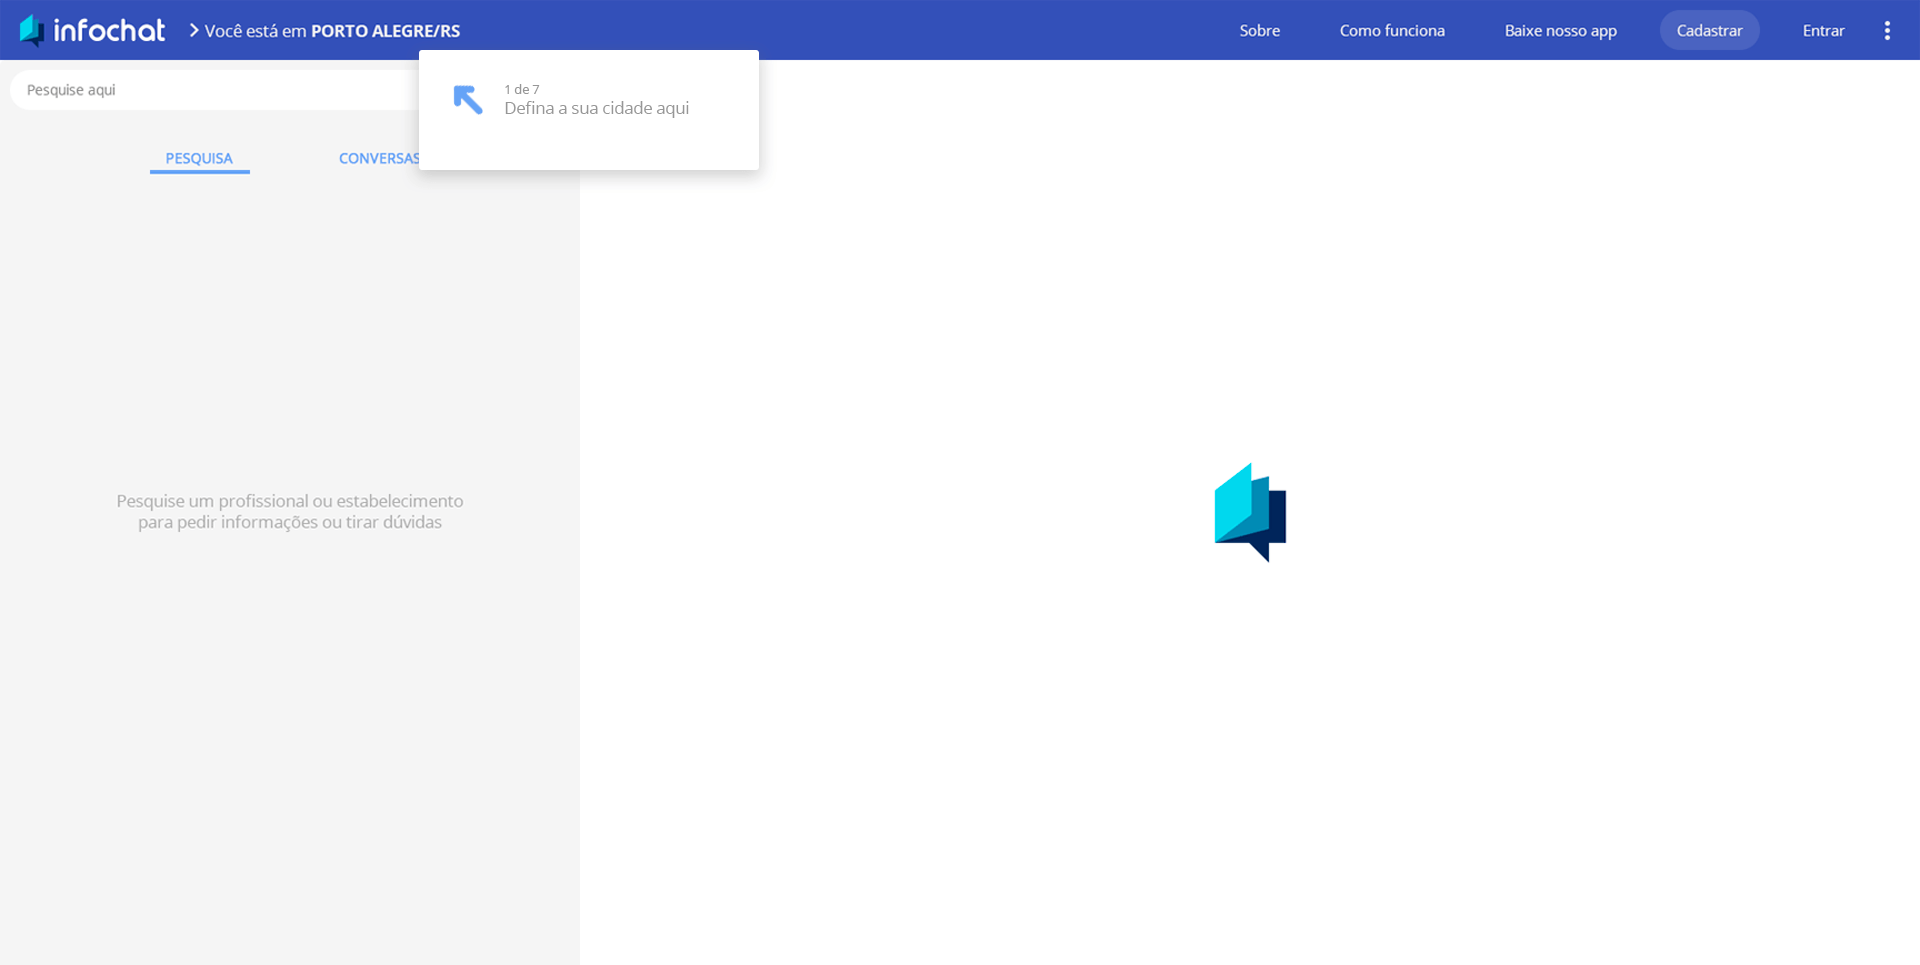 infochat
Você está em PORTO ALEGRE/RS
Sobre
Como funciona
Baixe nosso app
Cadastrar
Entrar
Pesquise aqui
1 de 7
Defina a sua cidade aqui
PESQUISA
CONVERSAS
Pesquise um profissional ou estabelecimento
para pedir informações ou tirar dúvidas